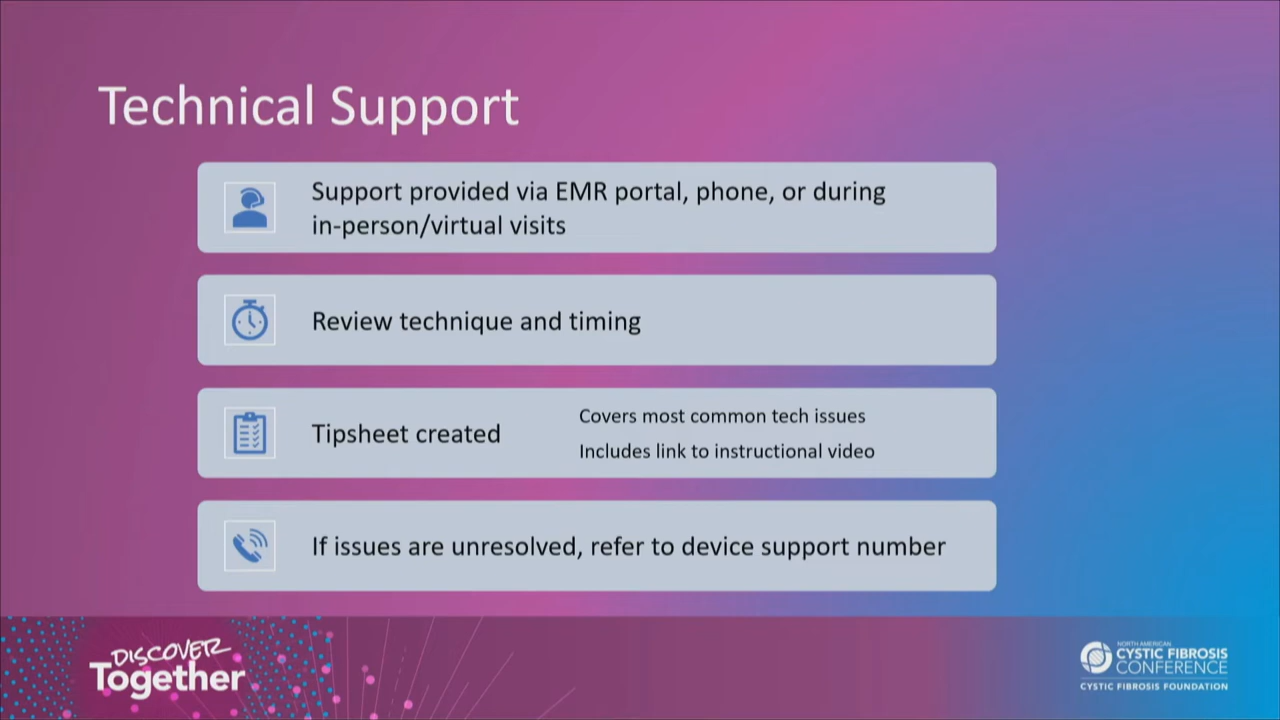 Technical Support
Support provided via EMR portal, phone, or during
in-person/virtual visits
Review technique and timing
Tipsheet created
Covers most common tech issues
Includes link to instructional video
If issues are unresolved, refer to device support number
DISCOVER
Together
NORTH AMERICAN
CYSTIC FIBROSIS
CONFERENCE
CYSTIC FIBROSIS FOUNDATION